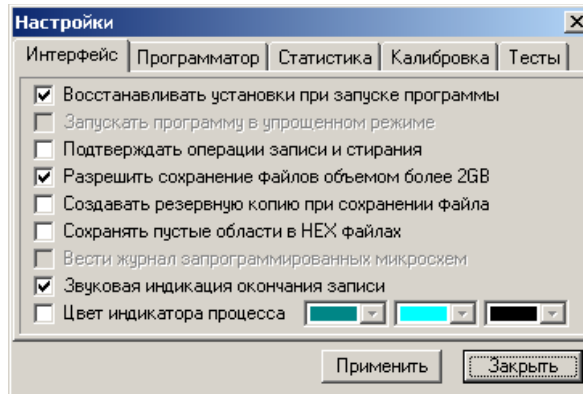 Настройки
Интерфейс Программатор Статистика Калибровка Тесты
Восстанавливать установки при запуске программы
Запускать программу в упрощенном режиме
Подтверждать операции записи и стирания
Разрешить сохранение файлов объемом более 2GB
Создавать резервную копию при сохранении файла
Сохранять пустые области в HEX файлах
Вести журнал запрограммированных микросхем
Звуковая индикация окончания записи
Цвет индикатора процесса
Применить Закрыть